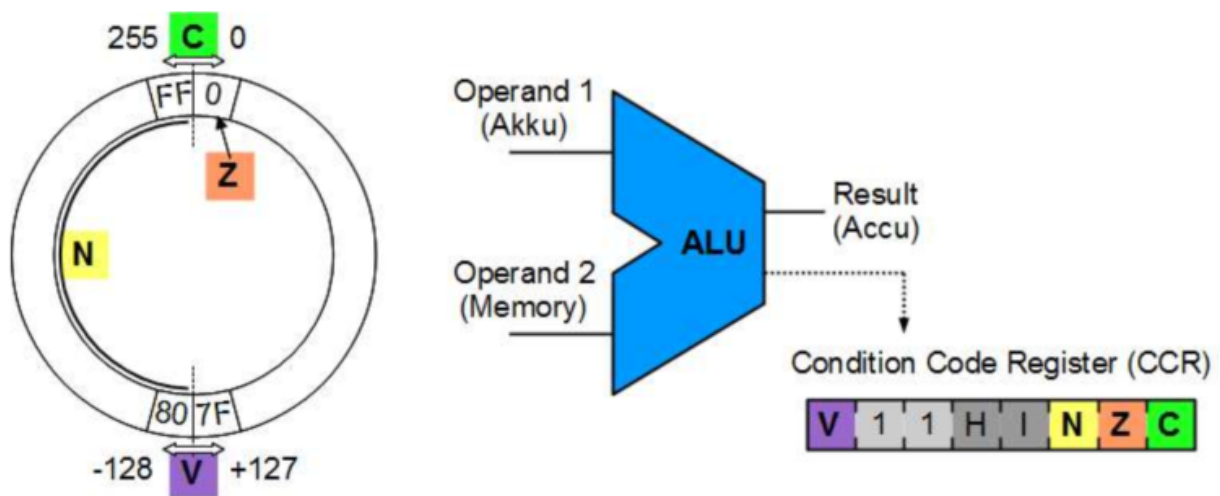 255 C 0
FF 0
Z
N
80 7F
-128 V +127
Operand 1
(Akku)
Operand 2
(Memory)
ALU
Result
(Accu)
Condition Code Register (CCR)
V 1 1 H I N Z C